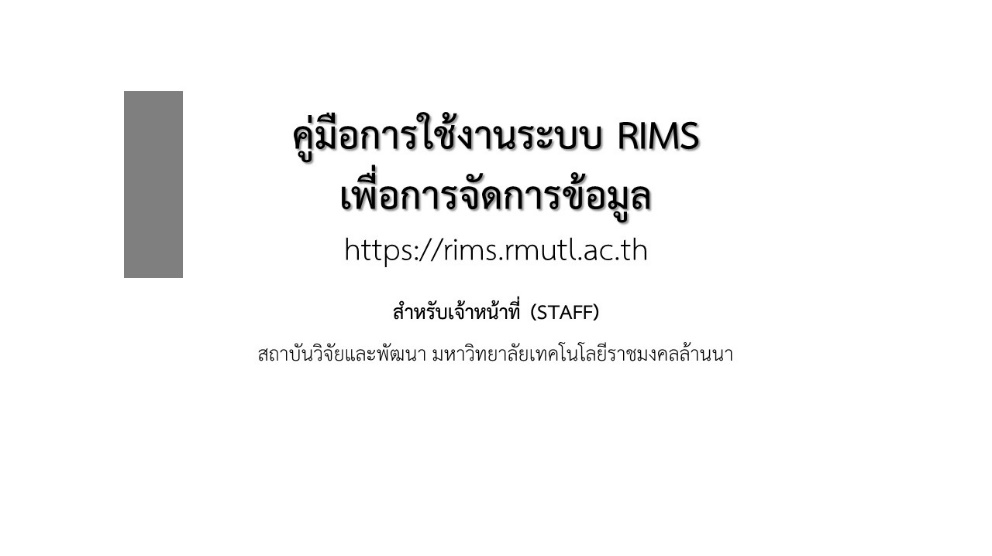 คู่มือการใช้งานระบบ RIMS
เพื่อการจัดการข้อมูล
https://rims.rmutl.ac.th
สำหรับเจ้าหน้าที่ (STAFF)
สถาบันวิจัยและพัฒนา มหาวิทยาลัยเทคโนโลยีราชมงคลล้านนา